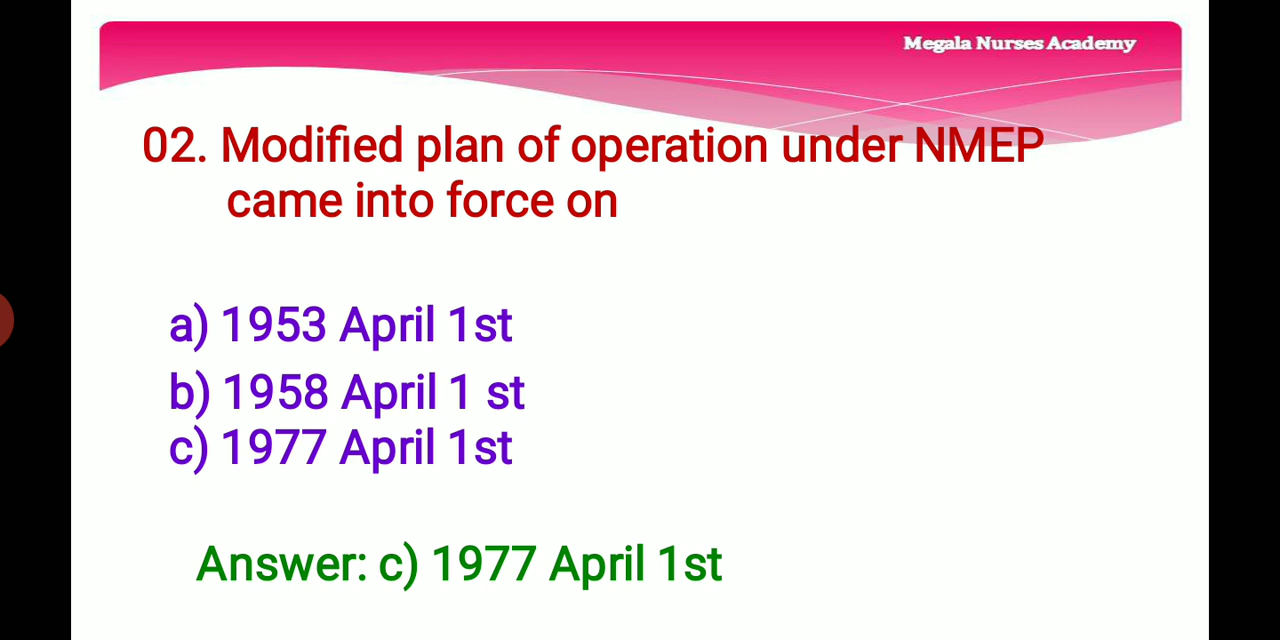 Megala Nurses Academy
02. Modified plan of operation under NMEP
came into force on
a) 1953 April 1st
b) 1958 April 1 st
c) 1977 April 1st
Answer: c) 1977 April 1st